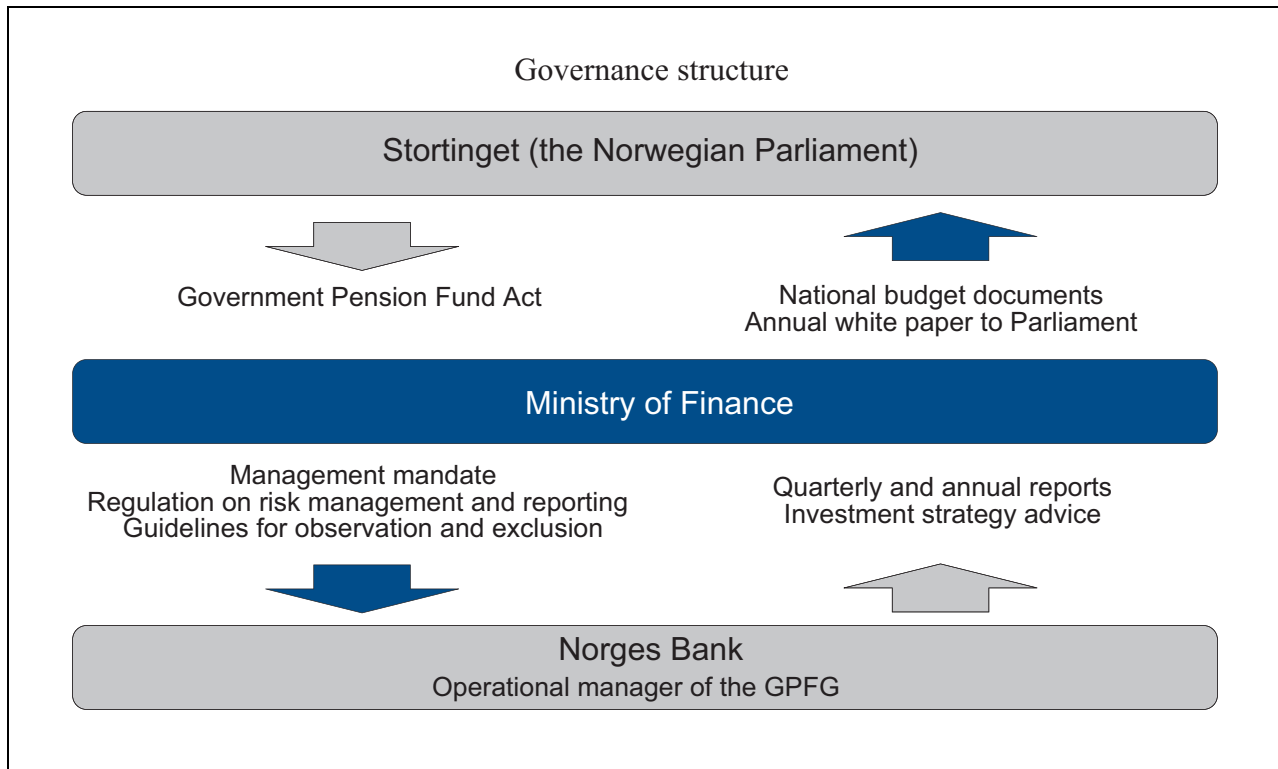 Governance structure
Stortinget (the Norwegian Parliament)
Government Pension Fund Act
National budget documents
Annual white paper to Parliament
Ministry of Finance
Management mandate
Regulation on risk management and reporting
Guidelines for observation and exclusion
Quarterly and annual reports
Investment strategy advice
Norges Bank
Operational manager of the GPFG